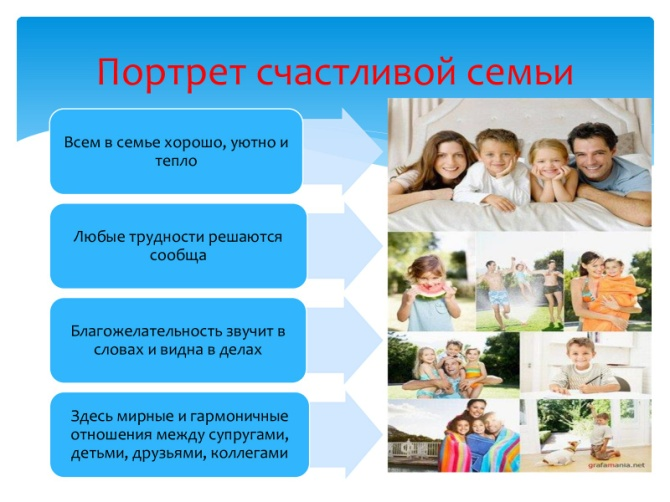 Портрет счастливой семьи
Всем в семье хорошо, уютно и
тепло
Любые трудности решаются
сообща
Благожелательность звучит в
словах и видна в делах
Здесь мирные и гармоничные
отношения между супругами,
детьми, друзьями, коллегами
grafamania.net